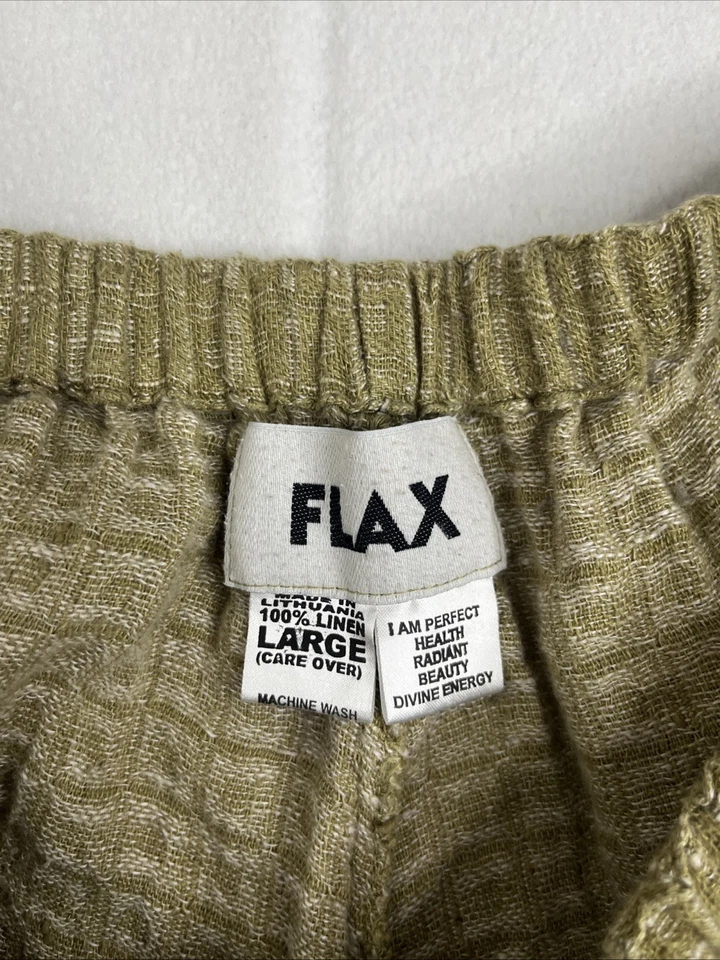 FLAX
MADE IN
LITHUANIA
100% LINEN
LARGE
(CARE OVER)
MACHINE WASH
I AM PERFECT
HEALTH
RADIANT
BEAUTY
DIVINE ENERGY